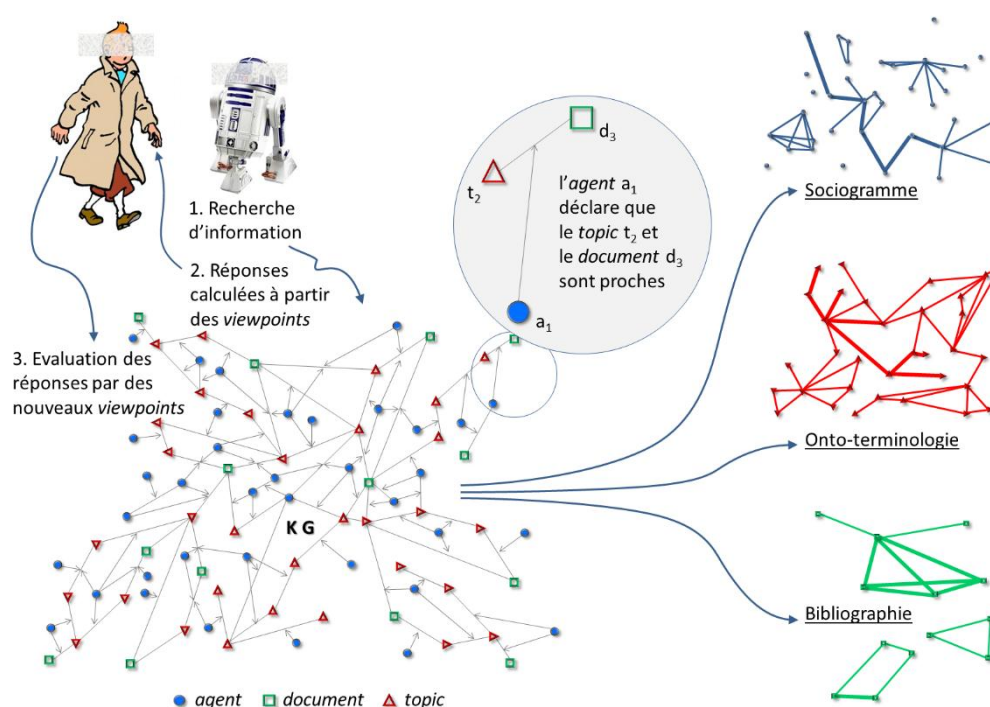 1. Recherche
d'information
2. Réponses
calculées à partir
des viewpoints
3. Evaluation des
réponses par des
nouveaux viewpoints
d3
t2
l'agent a1
déclare que
le topic t2 et
le document d3
sont proches
a1
KG
Sociogramme
Onto-terminologie
Bibliographie
agent
document
topic